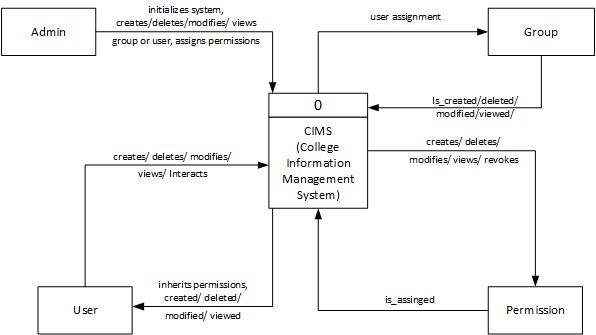 Admin
initializes system,
creates/deletes/modifies/ views
group or user, assigns permissions
user assignment
Group
0
CIMS
(College
Information
Management
System)
Is_created/deleted/
modified/viewed/
creates/ deletes/
modifies/ views/ revokes
creates/ deletes/ modifies/
views/ Interacts
User
inherits permissions,
created/ deleted/
modified/ viewed
is_assinged
Permission